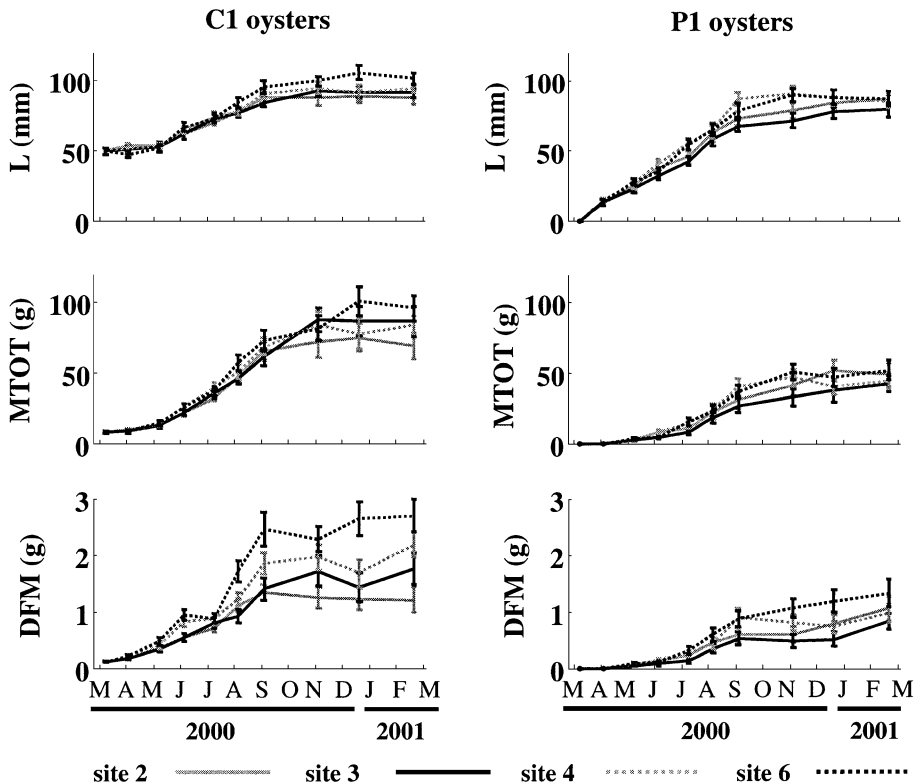 C1 oysters P1 oysters
100 100
L (mm) L (mm)
50 50
0 0
100 100
MTOT (g) MTOT (g)
50 50
0 0
3 3
2 2
DFM (g) DFM (g)
1 1
0 0
M A M J J A S O N D J F M M A M J J A S O N D J F M
2000 2001 2000 2001
site 2 site 3 site 4 site 6